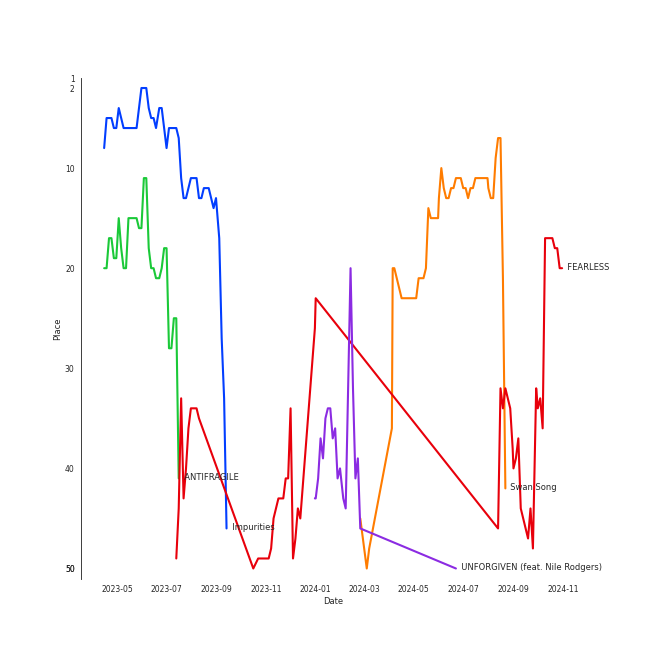 1
2
10
20
30
40
50
Place
FEARLESS
ANTIFRAGILE
Swan Song
Impurities
UNFORGIVEN (feat. Nile Rodgers)
2023-05
2023-07
2023-09
2023-11
2024-01
2024-03
2024-05
2024-07
2024-09
2024-11
Date